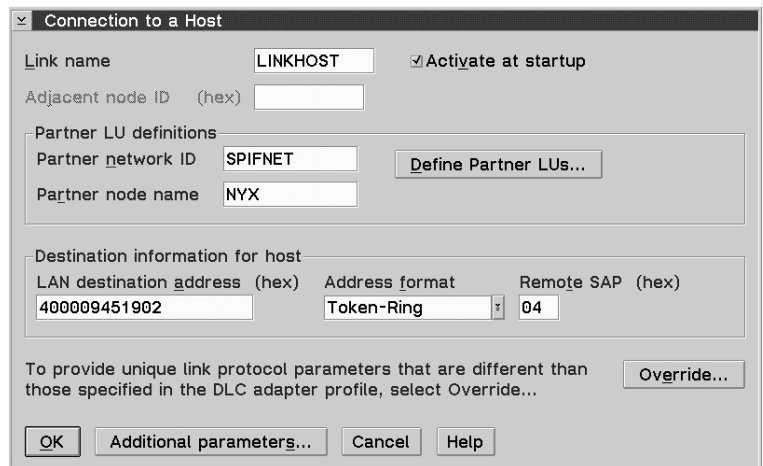 Connection to a Host
Link name LINKHOST Activate at startup
Adjacent node ID (hex)
Partner LU definitions
Partner network ID SPIFNET Define Partner LUs...
Partner node name NYX
Destination information for host
LAN destination address (hex) Address format Remote SAP (hex)
400009451902 Token-Ring 04
To provide unique link protocol parameters that are different than
those specified in the DLC adapter profile, select Override... Override...
OK Additional parameters... Cancel Help